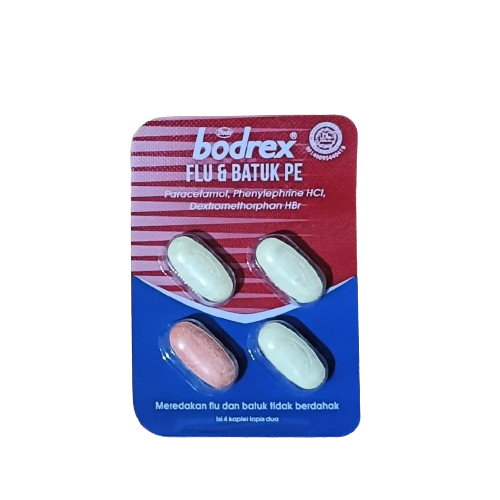 bodrex®
FLU & BATUK PE
Paracetamol, Phenylephrine HCl,
Dextromethorphan HBr
Meredakan flu dan batuk tidak berdahak
Isi 4 kaplet lapis dua